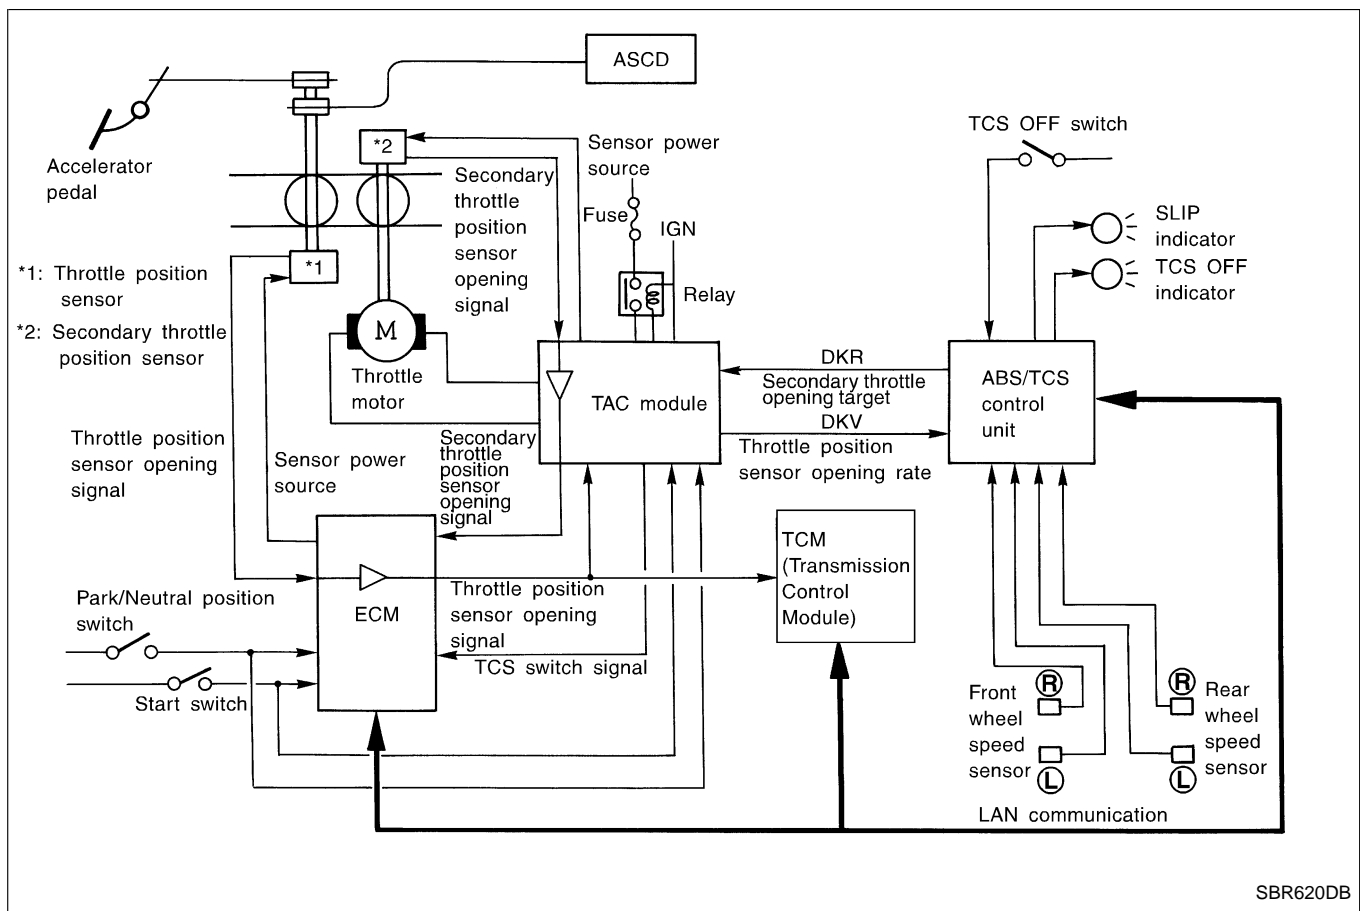 ASCD
Accelerator
pedal
*2
Sensor power
source
Fuse
IGN
Relay
Secondary
throttle
position
sensor
opening
signal
TCS OFF switch
SLIP
indicator
TCS OFF
indicator
*1
*1: Throttle position
sensor
*2: Secondary throttle
position sensor
M
Throttle
motor
TAC module
DKR
Secondary throttle
opening target
DKV
Throttle position
sensor opening rate
ABS/TCS
control
unit
Throttle position
sensor opening
signal
Sensor power
source
Secondary
throttle
position
sensor
opening
signal
ECM
Throttle position
sensor opening
signal
TCS switch signal
TCM
(Transmission
Control
Module)
Park/Neutral position
switch
Start switch
Front
wheel
speed
sensor
R
L
R
L
Rear
wheel
speed
sensor
LAN communication
SBR620DB